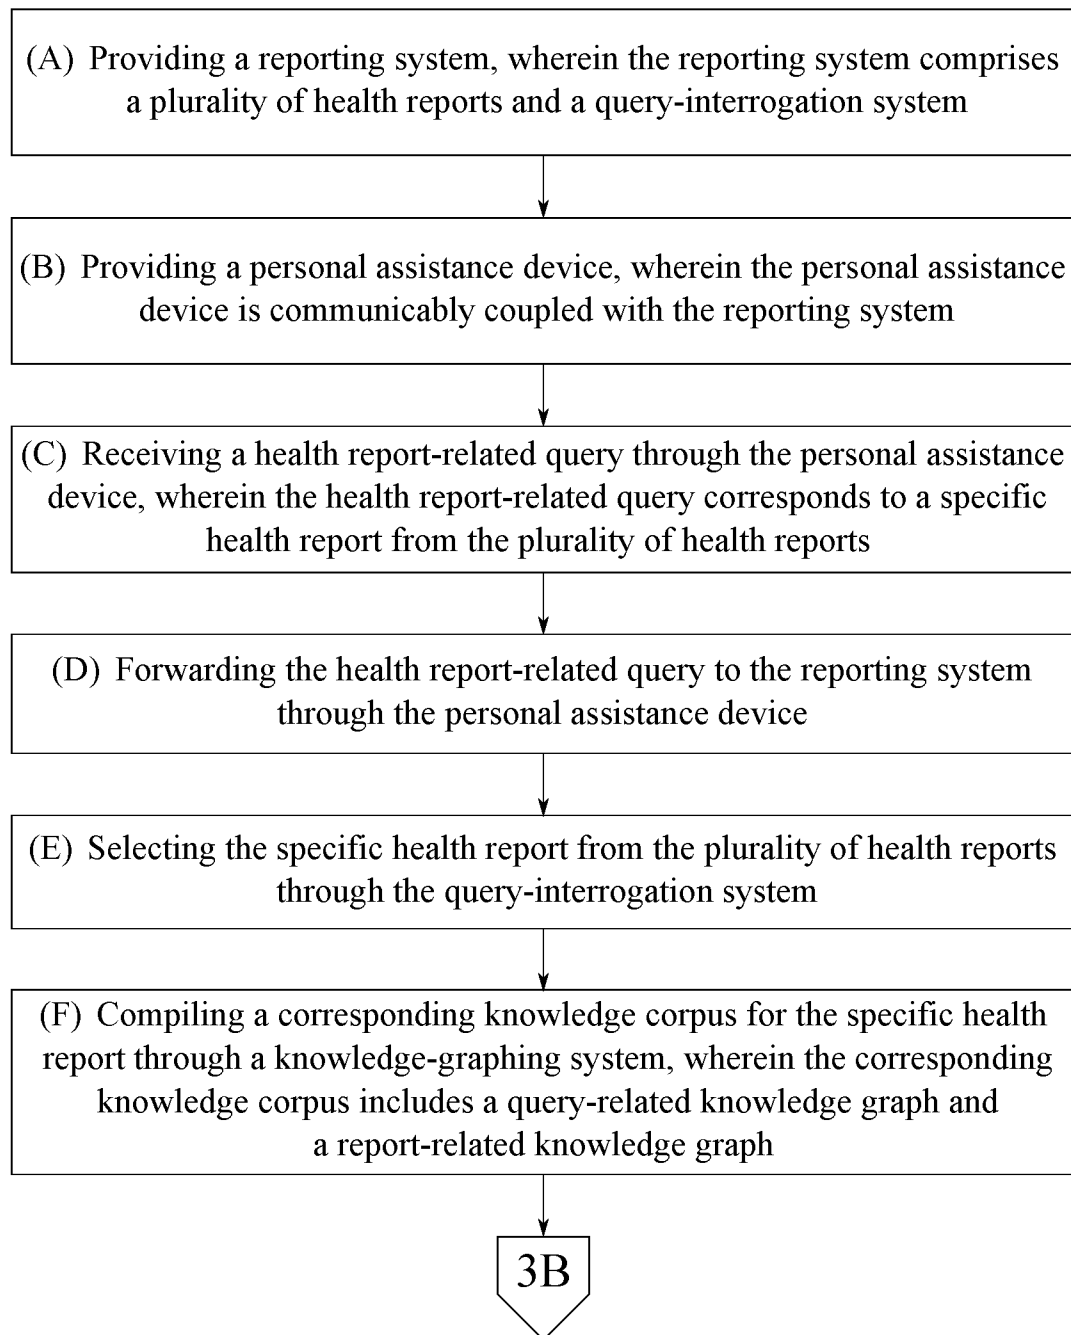 (A) Providing a reporting system, wherein the reporting system comprises
a plurality of health reports and a query-interrogation system
(B) Providing a personal assistance device, wherein the personal assistance
device is communicably coupled with the reporting system
(C) Receiving a health report-related query through the personal assistance
device, wherein the health report-related query corresponds to a specific
health report from the plurality of health reports
(D) Forwarding the health report-related query to the reporting system
through the personal assistance device
(E) Selecting the specific health report from the plurality of health reports
through the query-interrogation system
(F) Compiling a corresponding knowledge corpus for the specific health
report through a knowledge-graphing system, wherein the corresponding
knowledge corpus includes a query-related knowledge graph and
a report-related knowledge graph
3B